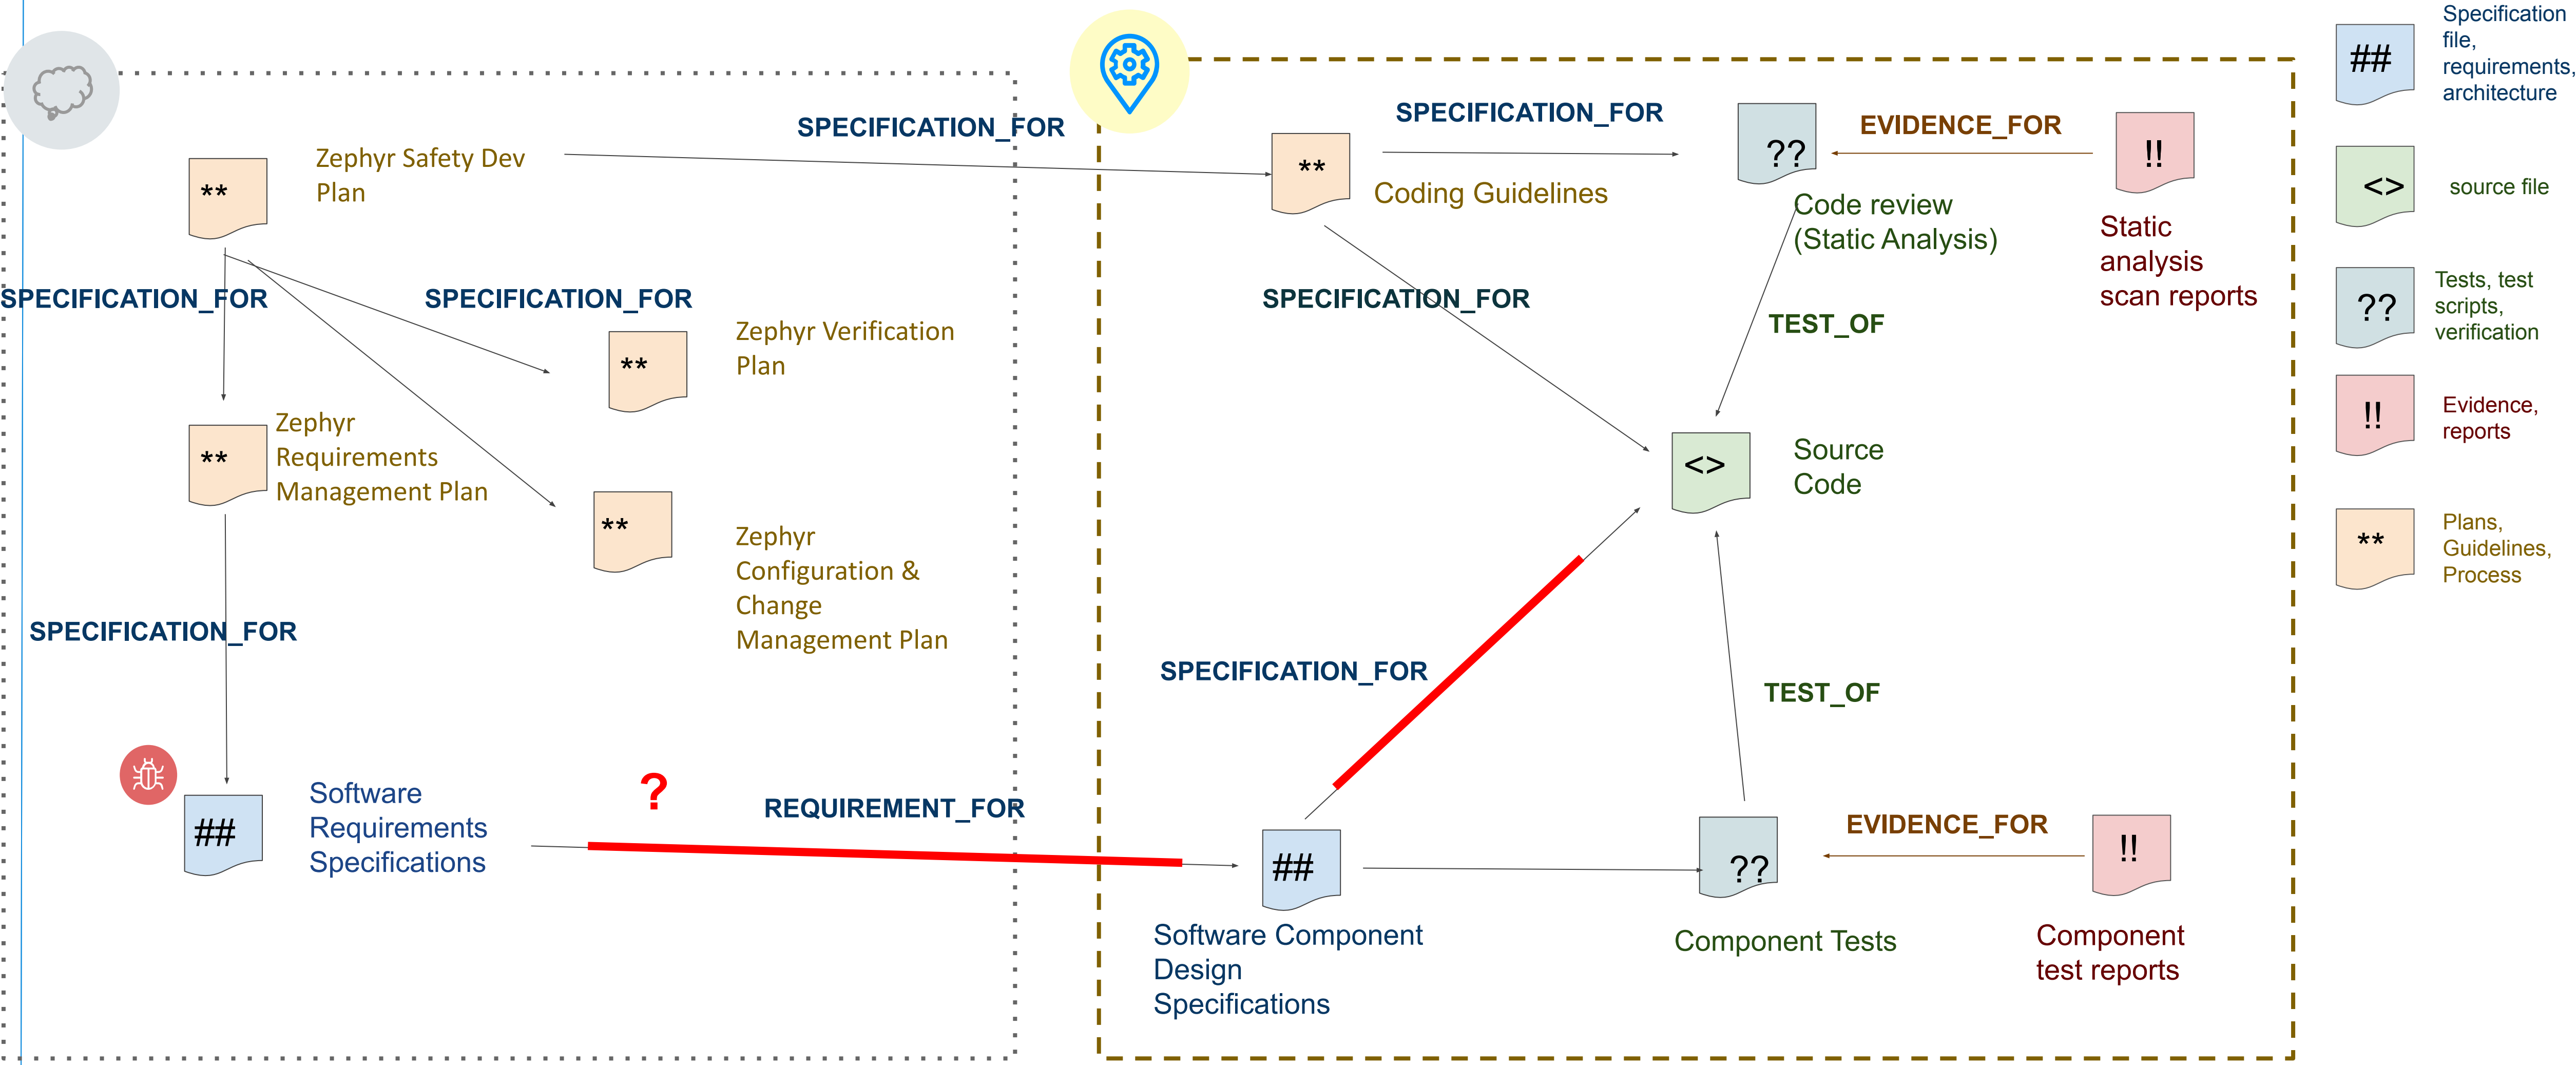 SPECIFICATION_FOR
**
Zephyr Safety Dev
Plan
SPECIFICATION_FOR
SPECIFICATION_FOR
**
Zephyr Verification
Plan
**
Zephyr
Requirements
Management Plan
**
Zephyr
Configuration &
Change
Management Plan
SPECIFICATION_FOR
##
Software
Requirements
Specifications
?
REQUIREMENT_FOR
**
Coding Guidelines
SPECIFICATION_FOR
??
Code review
(Static Analysis)
EVIDENCE_FOR
!!
Static
analysis
scan reports
SPECIFICATION_FOR
TEST_OF
<>
Source
Code
SPECIFICATION_FOR
TEST_OF
##
Software Component
Design
Specifications
??
Component Tests
EVIDENCE_FOR
!!
Component
test reports
##
Specification
file,
requirements,
architecture
<>
source file
??
Tests, test
scripts,
verification
!!
Evidence,
reports
**
Plans,
Guidelines,
Process